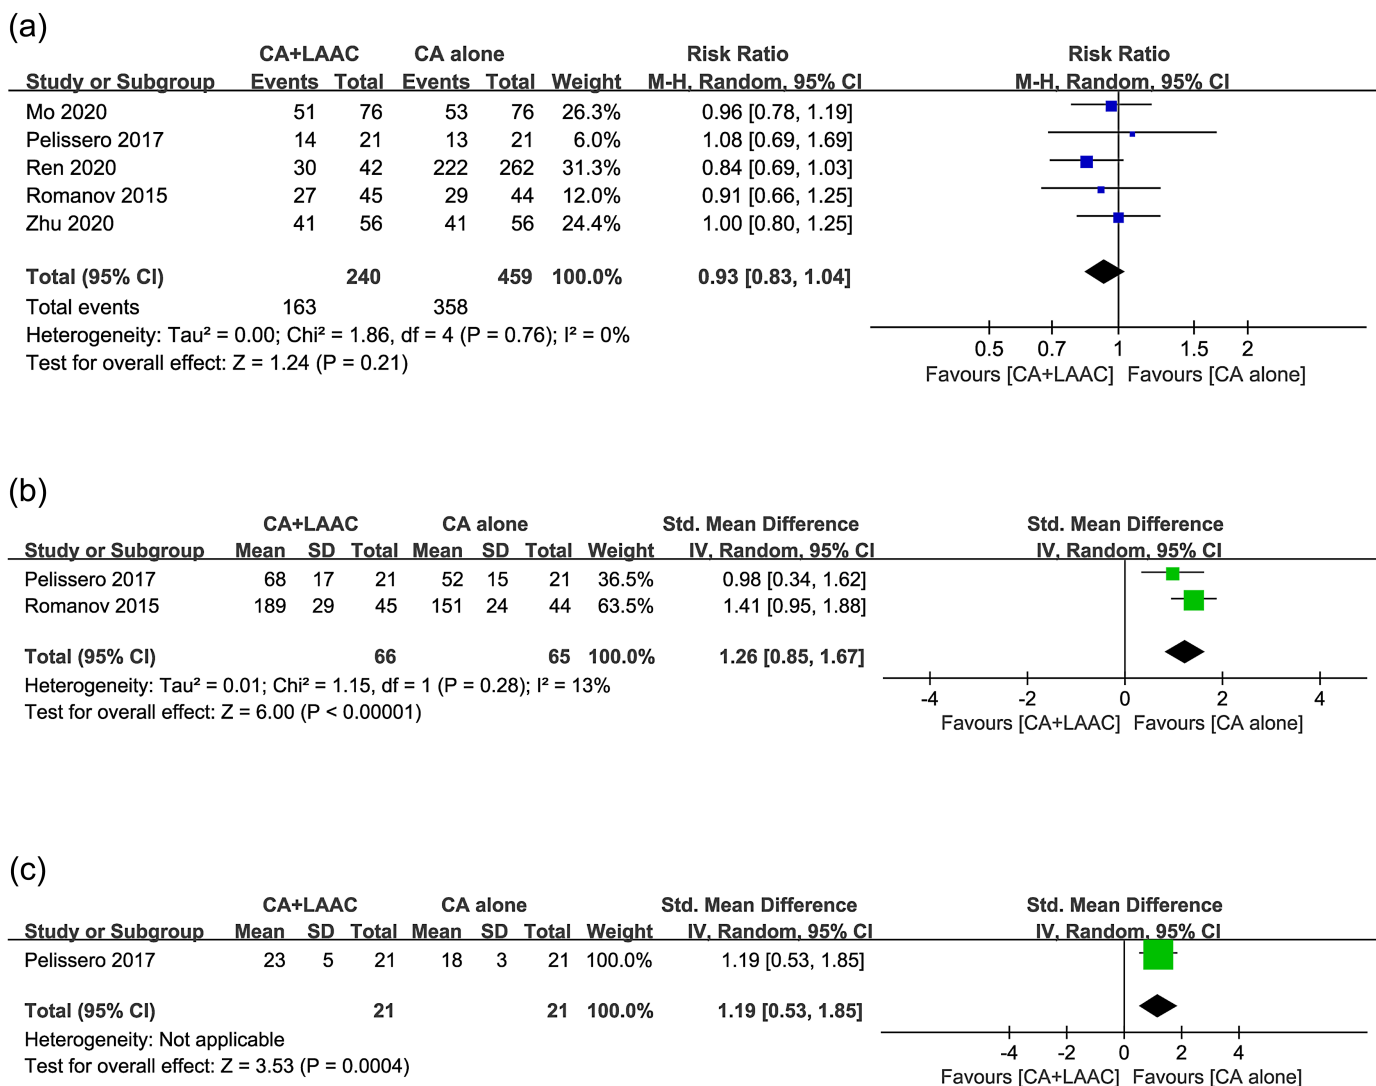 (a)
CA+LAAC CA alone Risk Ratio Risk Ratio
Study or Subgroup Events Total Events Total Weight M-H, Random, 95% CI M-H, Random, 95% CI
Mo 2020 51 76 53 76 26.3% 0.96 [0.78, 1.19]
Pelissero 2017 14 21 13 21 6.0% 1.08 [0.69, 1.69]
Ren 2020 30 42 222 262 31.3% 0.84 [0.69, 1.03]
Romanov 2015 27 45 29 44 12.0% 0.91 [0.66, 1.25]
Zhu 2020 41 56 41 56 24.4% 1.00 [0.80, 1.25]
Total (95% CI) 240 459 100.0% 0.93 [0.83, 1.04]
Total events 163 358
Heterogeneity: Tau² = 0.00; Chi² = 1.86, df = 4 (P = 0.76); I² = 0%
Test for overall effect: Z = 1.24 (P = 0.21)
0.5 0.7 1 1.5 2
Favours [CA+LAAC] Favours [CA alone]
(b)
CA+LAAC CA alone Std. Mean Difference Std. Mean Difference
Study or Subgroup Mean SD Total Mean SD Total Weight IV, Random, 95% CI IV, Random, 95% CI
Pelissero 2017 68 17 21 52 15 21 36.5% 0.98 [0.34, 1.62]
Romanov 2015 189 29 45 151 24 44 63.5% 1.41 [0.95, 1.88]
Total (95% CI) 66 65 100.0% 1.26 [0.85, 1.67]
Heterogeneity: Tau² = 0.01; Chi² = 1.15, df = 1 (P = 0.28); I² = 13%
Test for overall effect: Z = 6.00 (P < 0.00001)
-4 -2 0 2 4
Favours [CA+LAAC] Favours [CA alone]
(c)
CA+LAAC CA alone Std. Mean Difference Std. Mean Difference
Study or Subgroup Mean SD Total Mean SD Total Weight IV, Random, 95% CI IV, Random, 95% CI
Pelissero 2017 23 5 21 18 3 21 100.0% 1.19 [0.53, 1.85]
Total (95% CI) 21 21 100.0% 1.19 [0.53, 1.85]
Heterogeneity: Not applicable
Test for overall effect: Z = 3.53 (P = 0.0004)
-4 -2 0 2 4
Favours [CA+LAAC] Favours [CA alone]